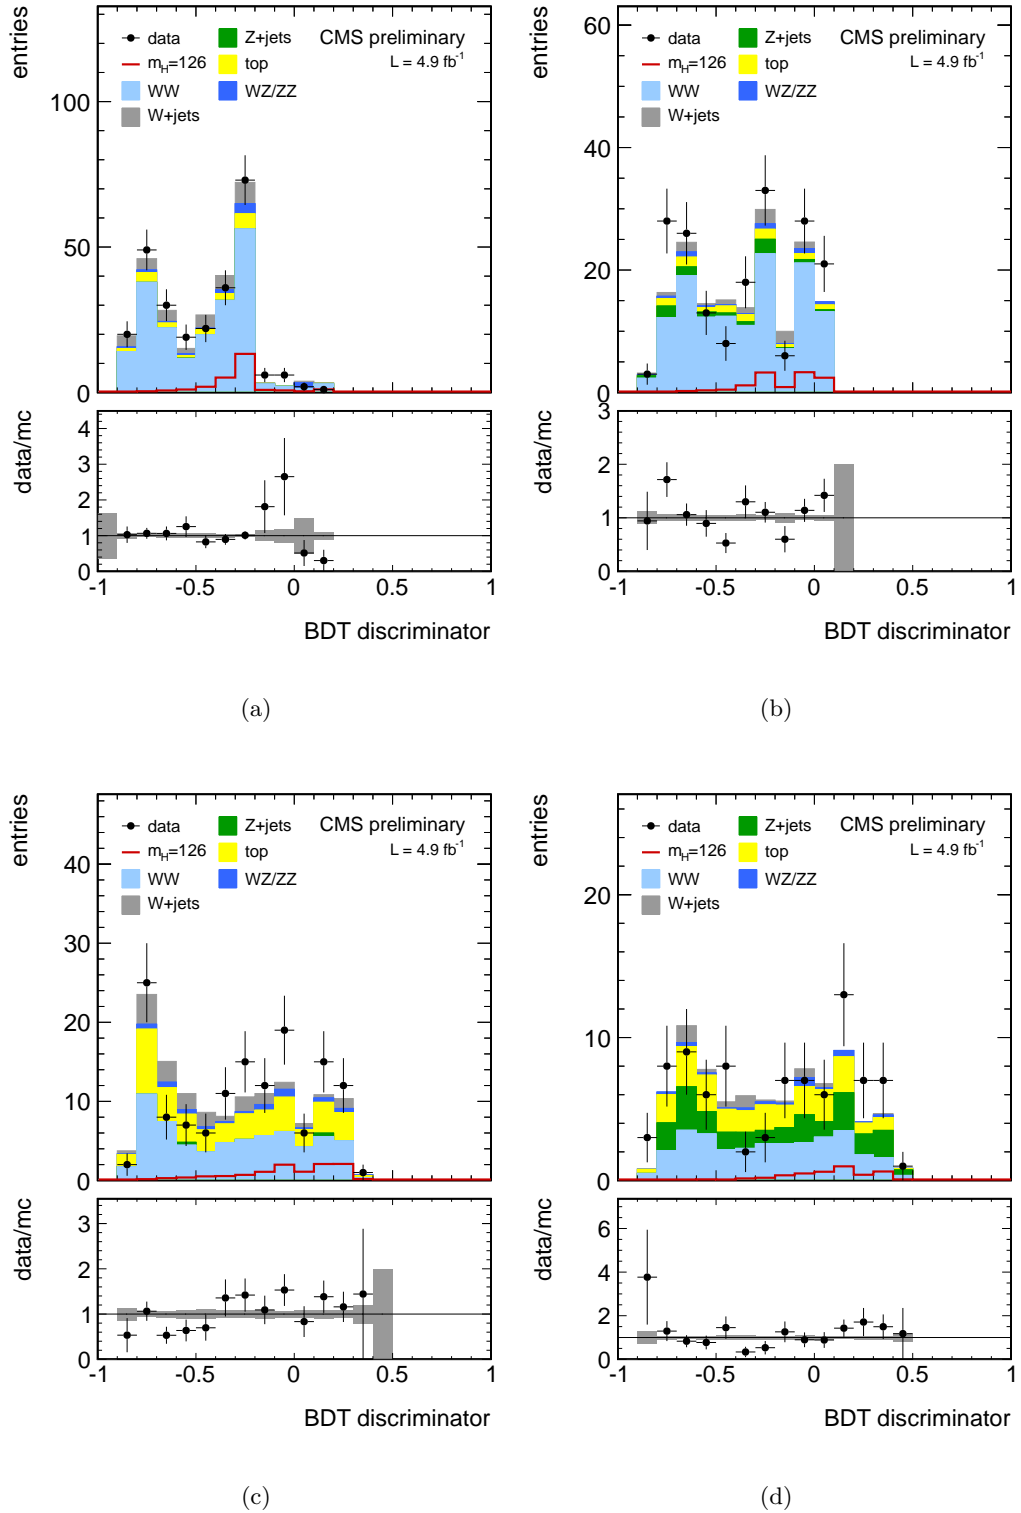 entries
data
Z+jets
CMS preliminary
m_H=126
top
L = 4.9 fb^-1
WW
WZ/ZZ
W+jets
100
50
0
data/mc
4
3
2
1
0
-1
-0.5
0
0.5
1
BDT discriminator
(a)
entries
data
Z+jets
CMS preliminary
m_H=126
top
L = 4.9 fb^-1
WW
WZ/ZZ
W+jets
60
40
20
0
data/mc
3
2
1
0
-1
-0.5
0
0.5
1
BDT discriminator
(b)
entries
data
Z+jets
CMS preliminary
m_H=126
top
L = 4.9 fb^-1
WW
WZ/ZZ
W+jets
40
30
20
10
0
data/mc
3
2
1
0
-1
-0.5
0
0.5
1
BDT discriminator
(c)
entries
data
Z+jets
CMS preliminary
m_H=126
top
L = 4.9 fb^-1
WW
WZ/ZZ
W+jets
20
10
0
data/mc
6
4
2
0
-1
-0.5
0
0.5
1
BDT discriminator
(d)